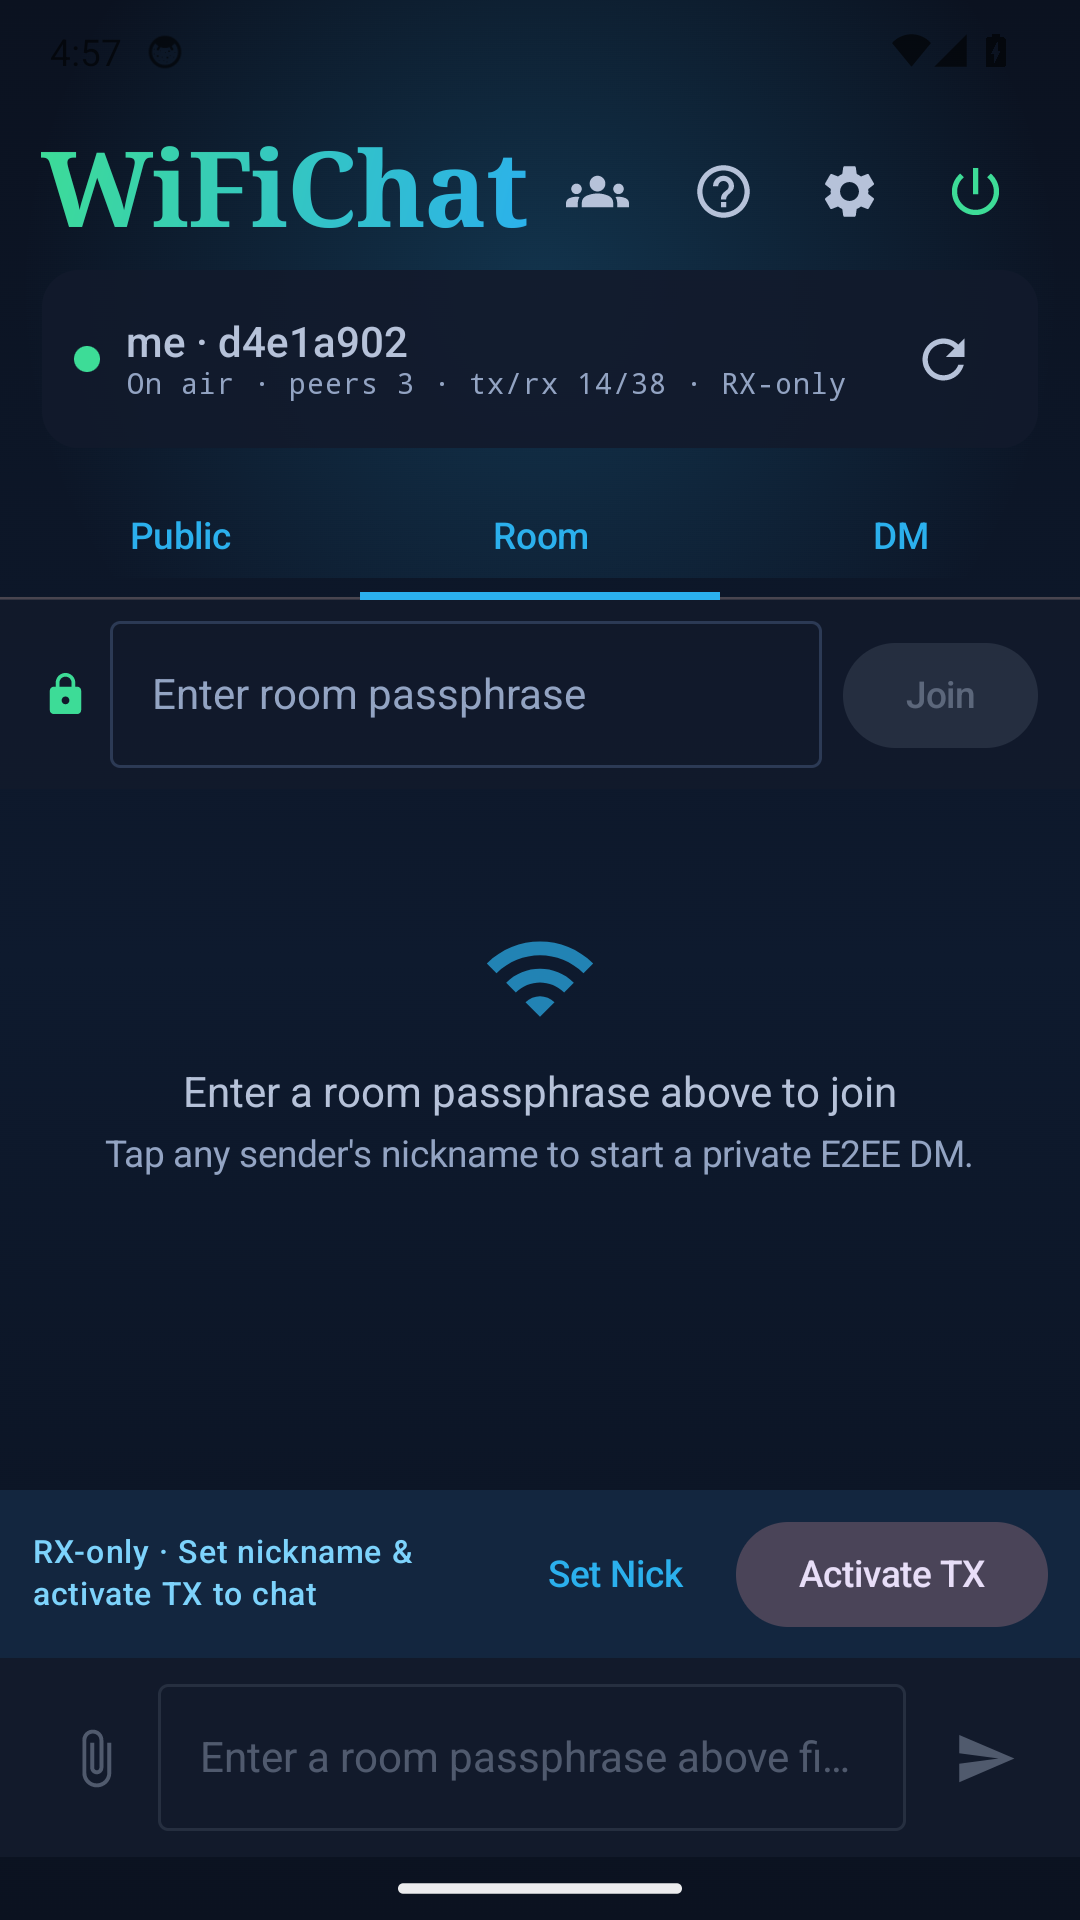 4:57
WiFiChat
me · d4e1a902
On air · peers 3 · tx/rx 14/38 · RX-only
Public
Room
DM
Enter room passphrase
Join
Enter a room passphrase above to join
Tap any sender's nickname to start a private E2EE DM.
RX-only · Set nickname &
activate TX to chat
Set Nick
Activate TX
Enter a room passphrase above fi...